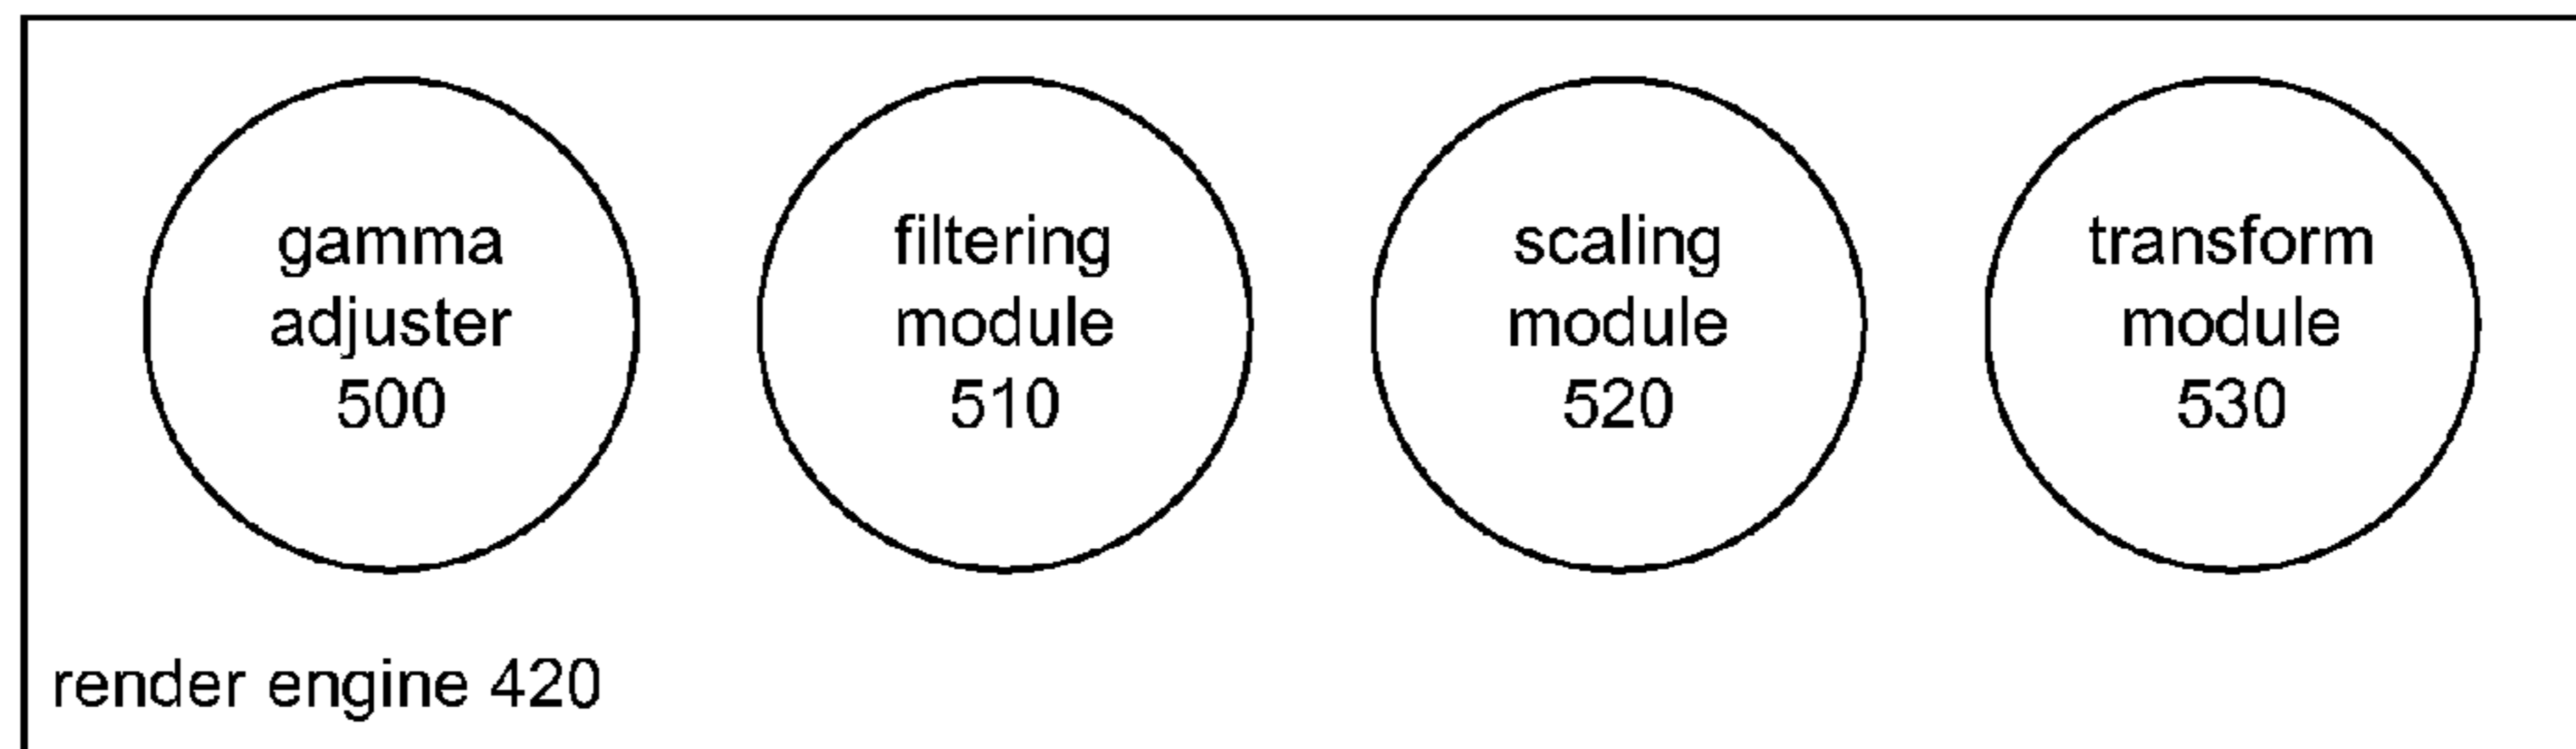 gamma
adjuster
500
filtering
module
510
scaling
module
520
transform
module
530
render engine 420